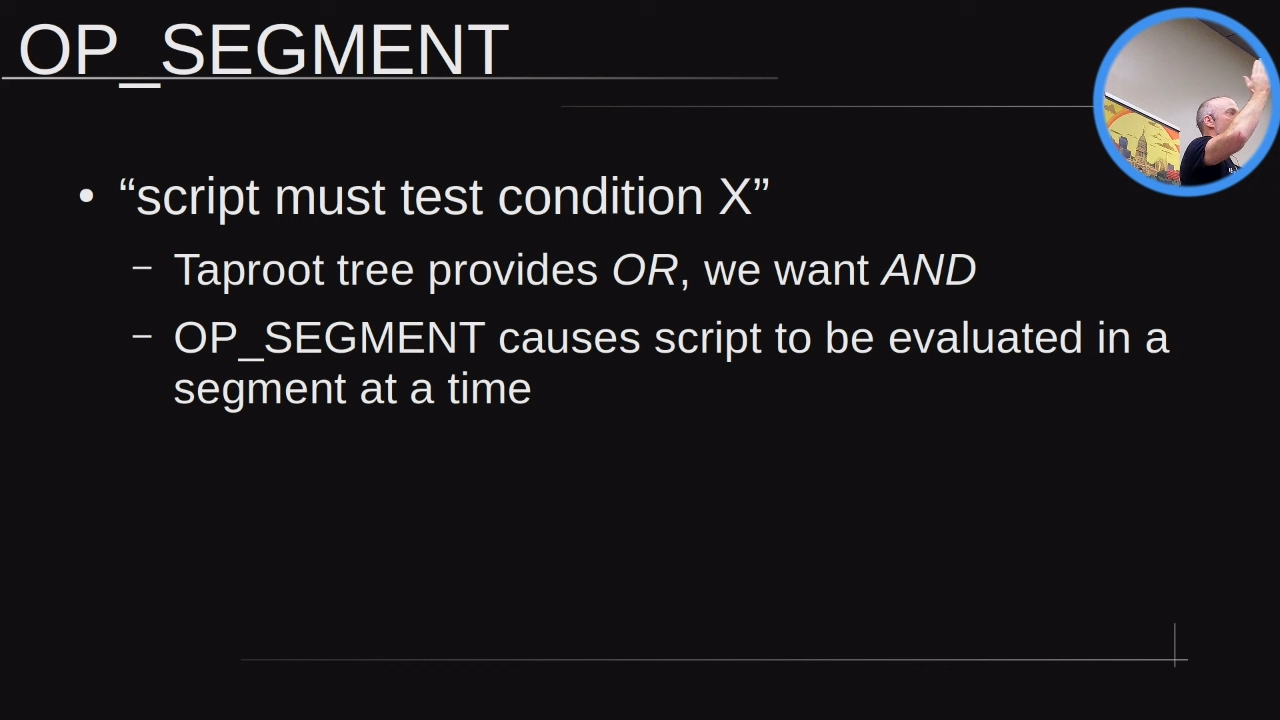 OP_SEGMENT
• “script must test condition X”
– Taproot tree provides OR, we want AND
– OP_SEGMENT causes script to be evaluated in a
segment at a time